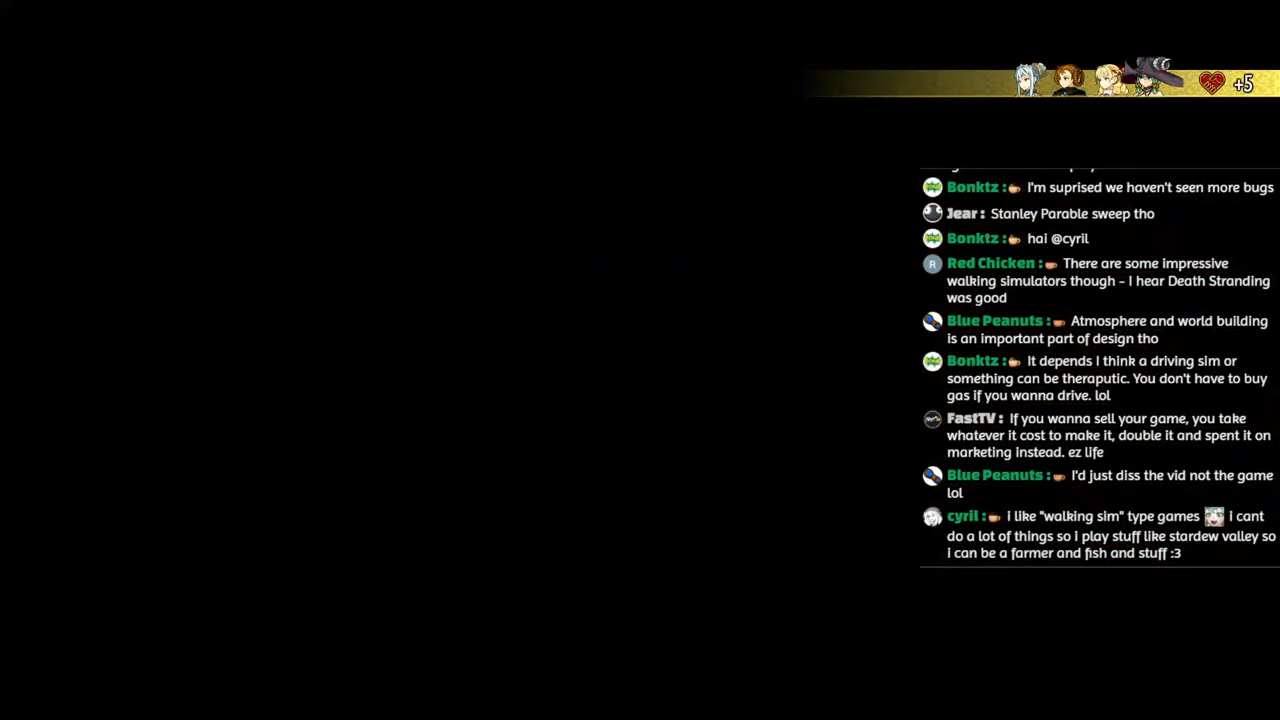 +5
Bonktz : I'm suprised we haven't seen more bugs
Jear : Stanley Parable sweep tho
Bonktz : hai @cyril
R Red Chicken : There are some impressive
walking simulators though - I hear Death Stranding
was good
Blue Peanuts : Atmosphere and world building
is an important part of design tho
Bonktz : It depends I think a driving sim or
something can be theraputic. You don't have to buy
gas if you wanna drive. lol
FastTV : If you wanna sell your game, you take
whatever it cost to make it, double it and spent it on
marketing instead. ez life
Blue Peanuts : I'd just diss the vid not the game
lol
cyril : i like "walking sim" type games i cant
do a lot of things so i play stuff like stardew valley so
i can be a farmer and fish and stuff :3